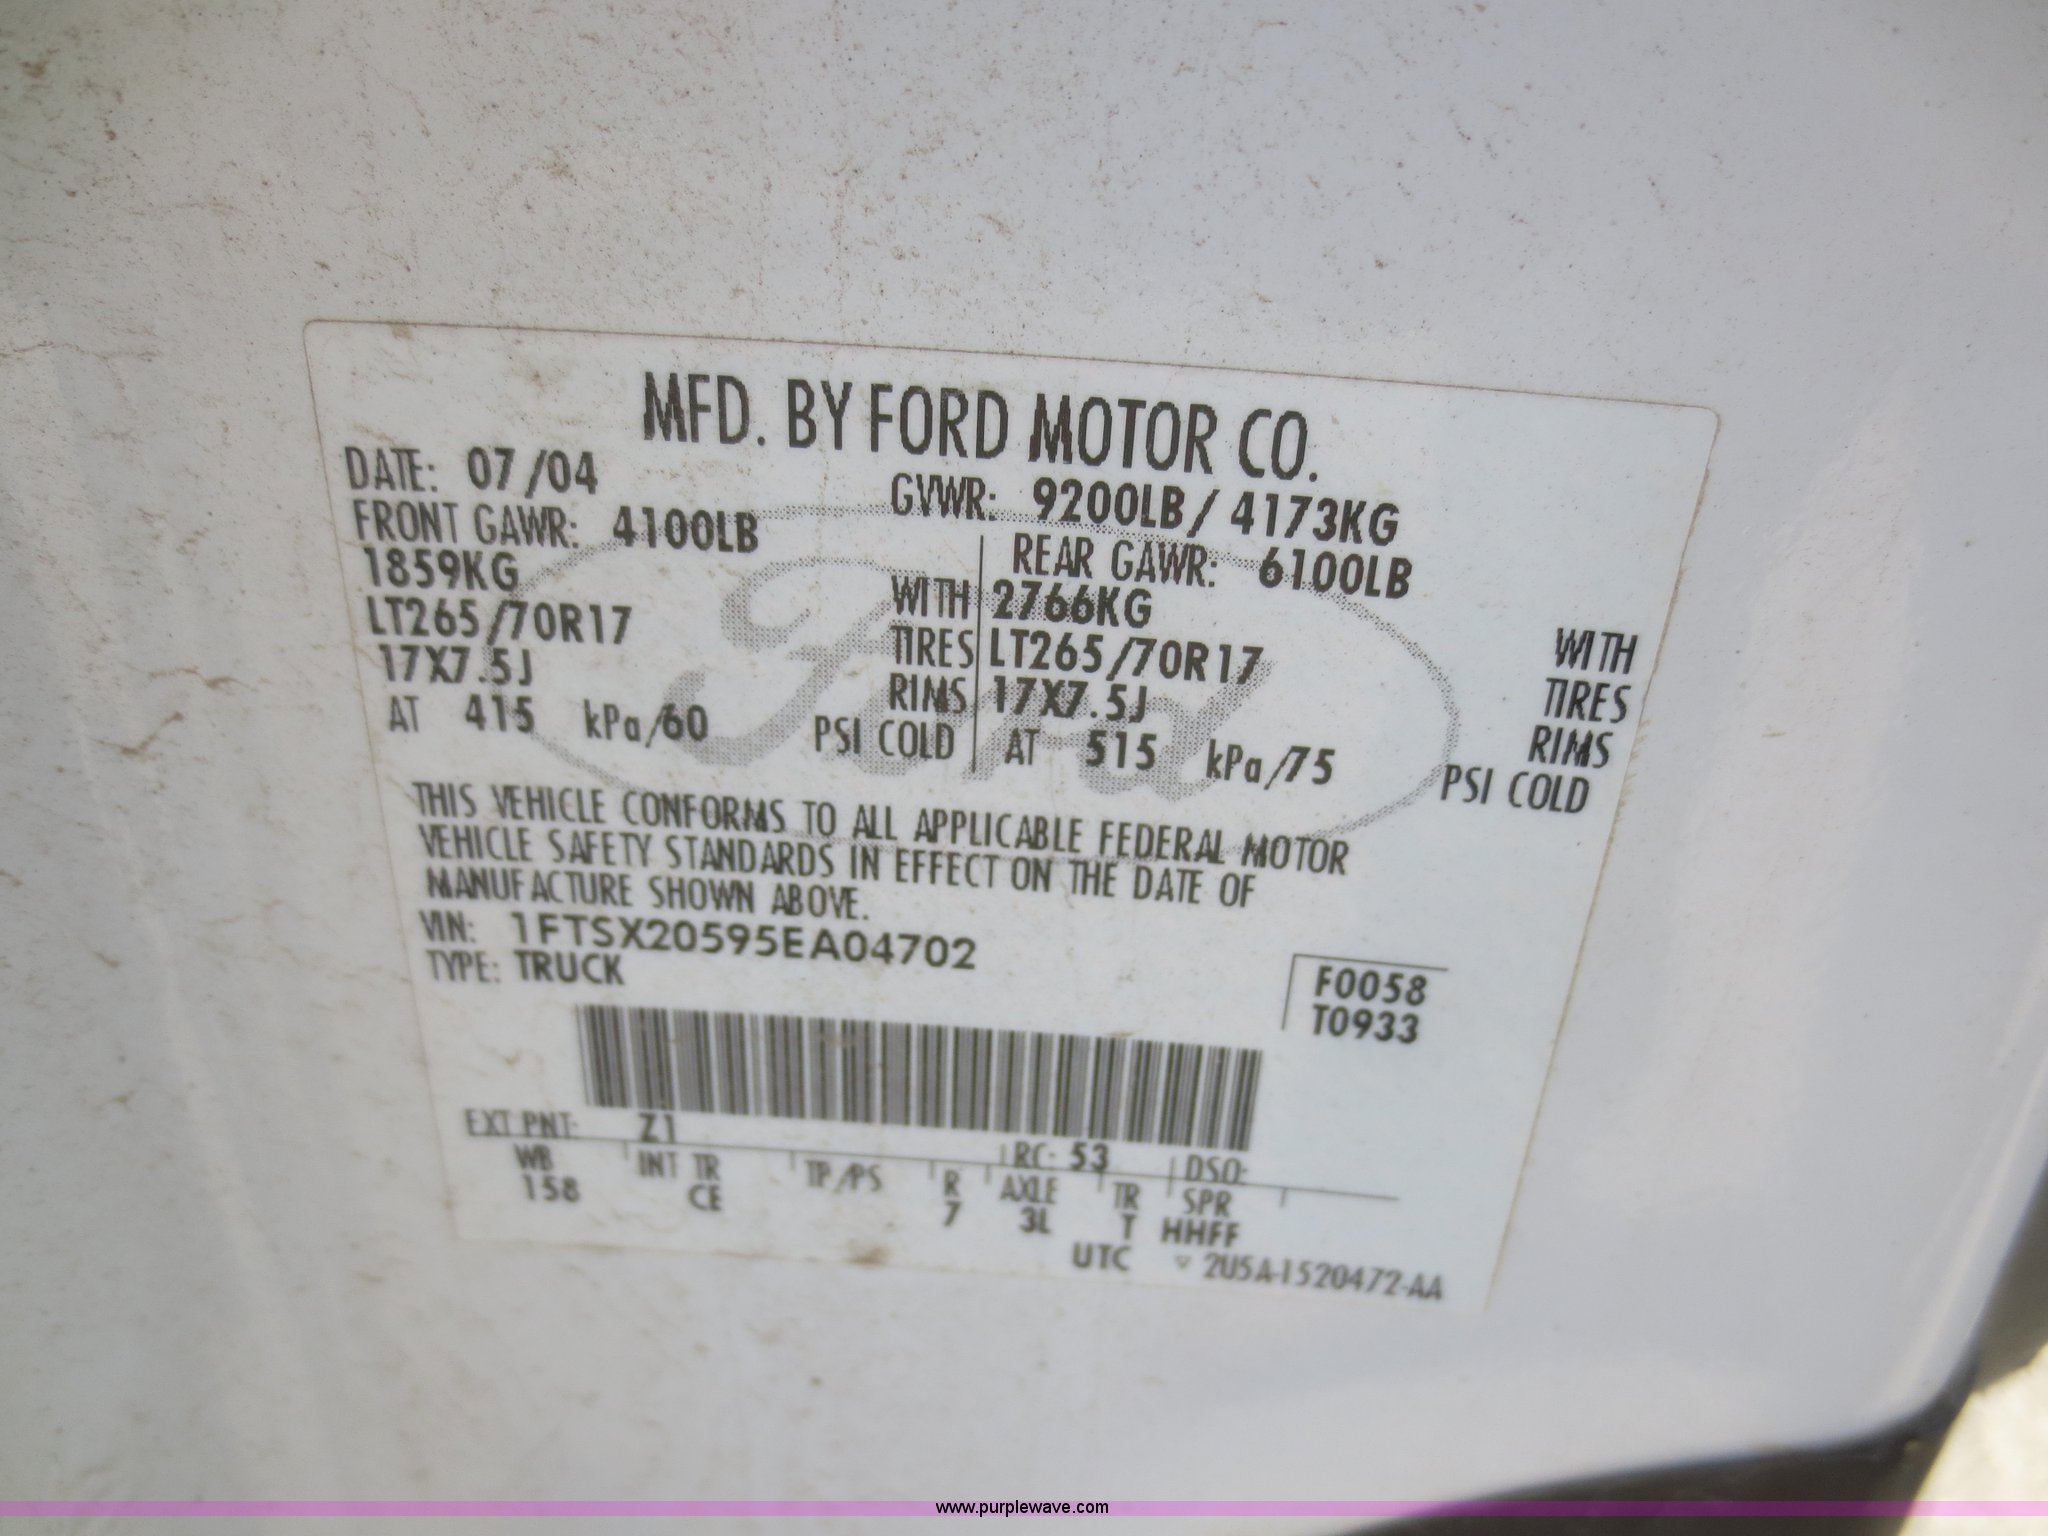 MFD. BY FORD MOTOR CO.
DATE: 07/04 GVWR: 9200LB/4173KG
FRONT GAWR: 4100LB REAR GAWR: 6100LB
1859KG WITH 2766KG WITH
LT265/70R17 TIRES LT265/70R17 TIRES
17X7.5J RIMS 17X7.5J RIMS
AT 415 kPa/60 PSI COLD AT 515 kPa/75 PSI COLD
Ford
THIS VEHICLE CONFORMS TO ALL APPLICABLE FEDERAL MOTOR
VEHICLE SAFETY STANDARDS IN EFFECT ON THE DATE OF
MANUFACTURE SHOWN ABOVE.
VIN: 1FTSX20595EA04702
TYPE: TRUCK
F0058
T0933
EXT PNT: Z1 RC: 53 DSO:
WB INT TR TP/PS R AXLE TR SPR
158 CE 7 3L T HHFF
UTC ▽ 2U5A-1520472-AA
www.purplewave.com